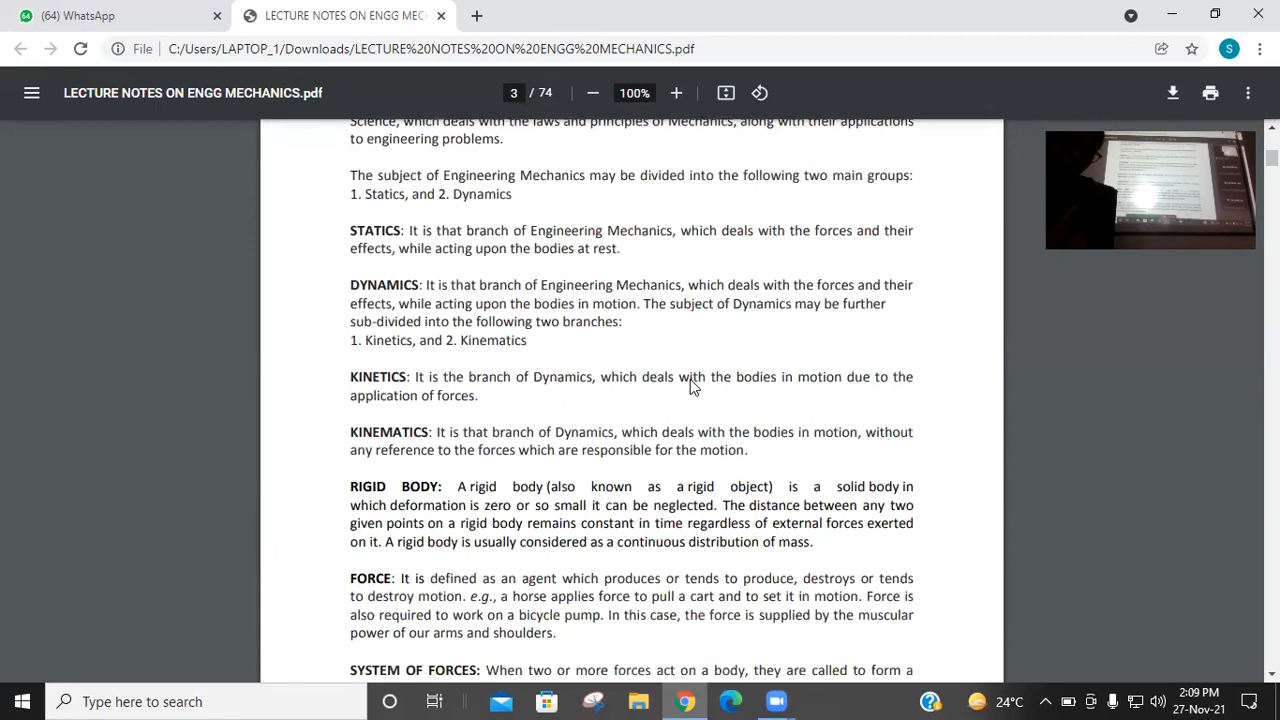 (64) WhatsApp
LECTURE NOTES ON ENGG MEC
File C:/Users/LAPTOP_1/Downloads/LECTURE%20NOTES%20ON%20ENGG%20MECHANICS.pdf
S
LECTURE NOTES ON ENGG MECHANICS.pdf
3 / 74
100%
Science, which deals with the laws and principles of Mechanics, along with their applications
to engineering problems.
The subject of Engineering Mechanics may be divided into the following two main groups:
1. Statics, and 2. Dynamics
STATICS: It is that branch of Engineering Mechanics, which deals with the forces and their
effects, while acting upon the bodies at rest.
DYNAMICS: It is that branch of Engineering Mechanics, which deals with the forces and their
effects, while acting upon the bodies in motion. The subject of Dynamics may be further
sub-divided into the following two branches:
1. Kinetics, and 2. Kinematics
KINETICS: It is the branch of Dynamics, which deals with the bodies in motion due to the
application of forces.
KINEMATICS: It is that branch of Dynamics, which deals with the bodies in motion, without
any reference to the forces which are responsible for the motion.
RIGID BODY: A rigid body (also known as a rigid object) is a solid body in
which deformation is zero or so small it can be neglected. The distance between any two
given points on a rigid body remains constant in time regardless of external forces exerted
on it. A rigid body is usually considered as a continuous distribution of mass.
FORCE: It is defined as an agent which produces or tends to produce, destroys or tends
to destroy motion. e.g., a horse applies force to pull a cart and to set it in motion. Force is
also required to work on a bicycle pump. In this case, the force is supplied by the muscular
power of our arms and shoulders.
SYSTEM OF FORCES: When two or more forces act on a body, they are called to form a
Type here to search
24°C
2:09 PM
27-Nov-21